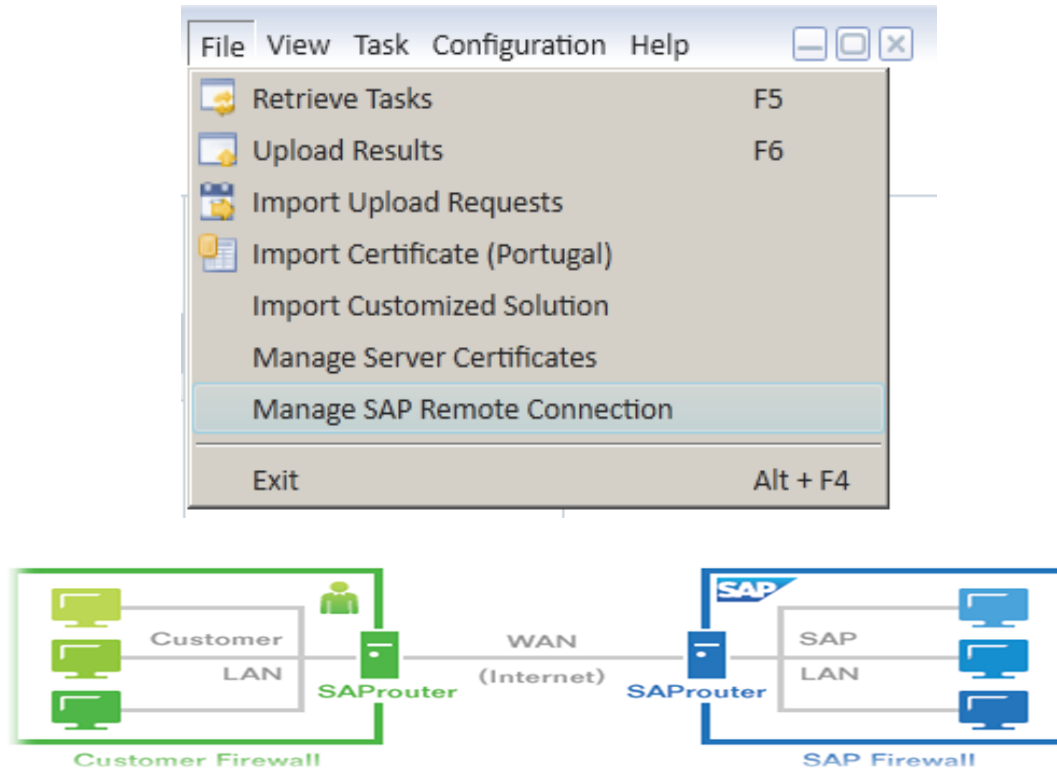 File View Task Configuration Help
Retrieve Tasks F5
Upload Results F6
Import Upload Requests
Import Certificate (Portugal)
Import Customized Solution
Manage Server Certificates
Manage SAP Remote Connection
Exit Alt + F4
SAP
Customer WAN SAP
LAN (Internet) LAN
SAProuter SAProuter
Customer Firewall SAP Firewall